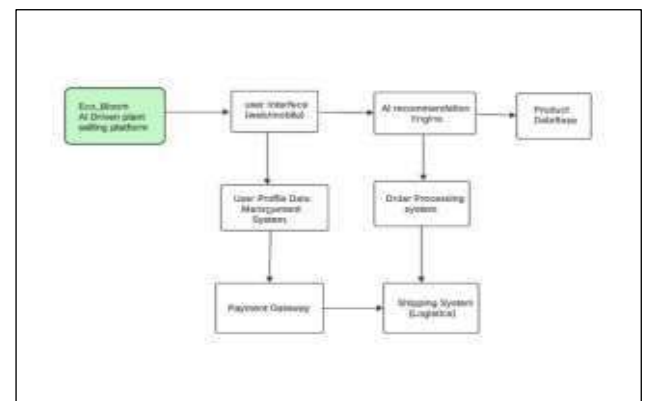 Eco_Bloom
AI Driven plant
selling platform
user Interface
(web/mobile)
AI recommendation
Engine
Product
DataBase
User Profile Data
Management
System
Order Processing
system
Payment Gateway
Shipping System
(Logistics)